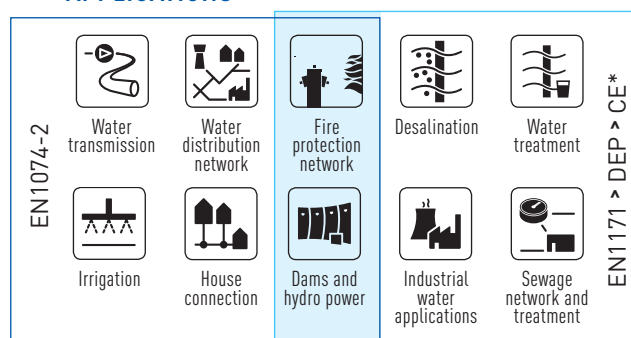 EN1074-2
Water
transmission
Water
distribution
network
Fire
protection
network
Desalination
Water
treatment
Irrigation
House
connection
Dams and
hydro power
Industrial
water
applications
Sewage
network and
treatment
EN1171 > DEP > CE*